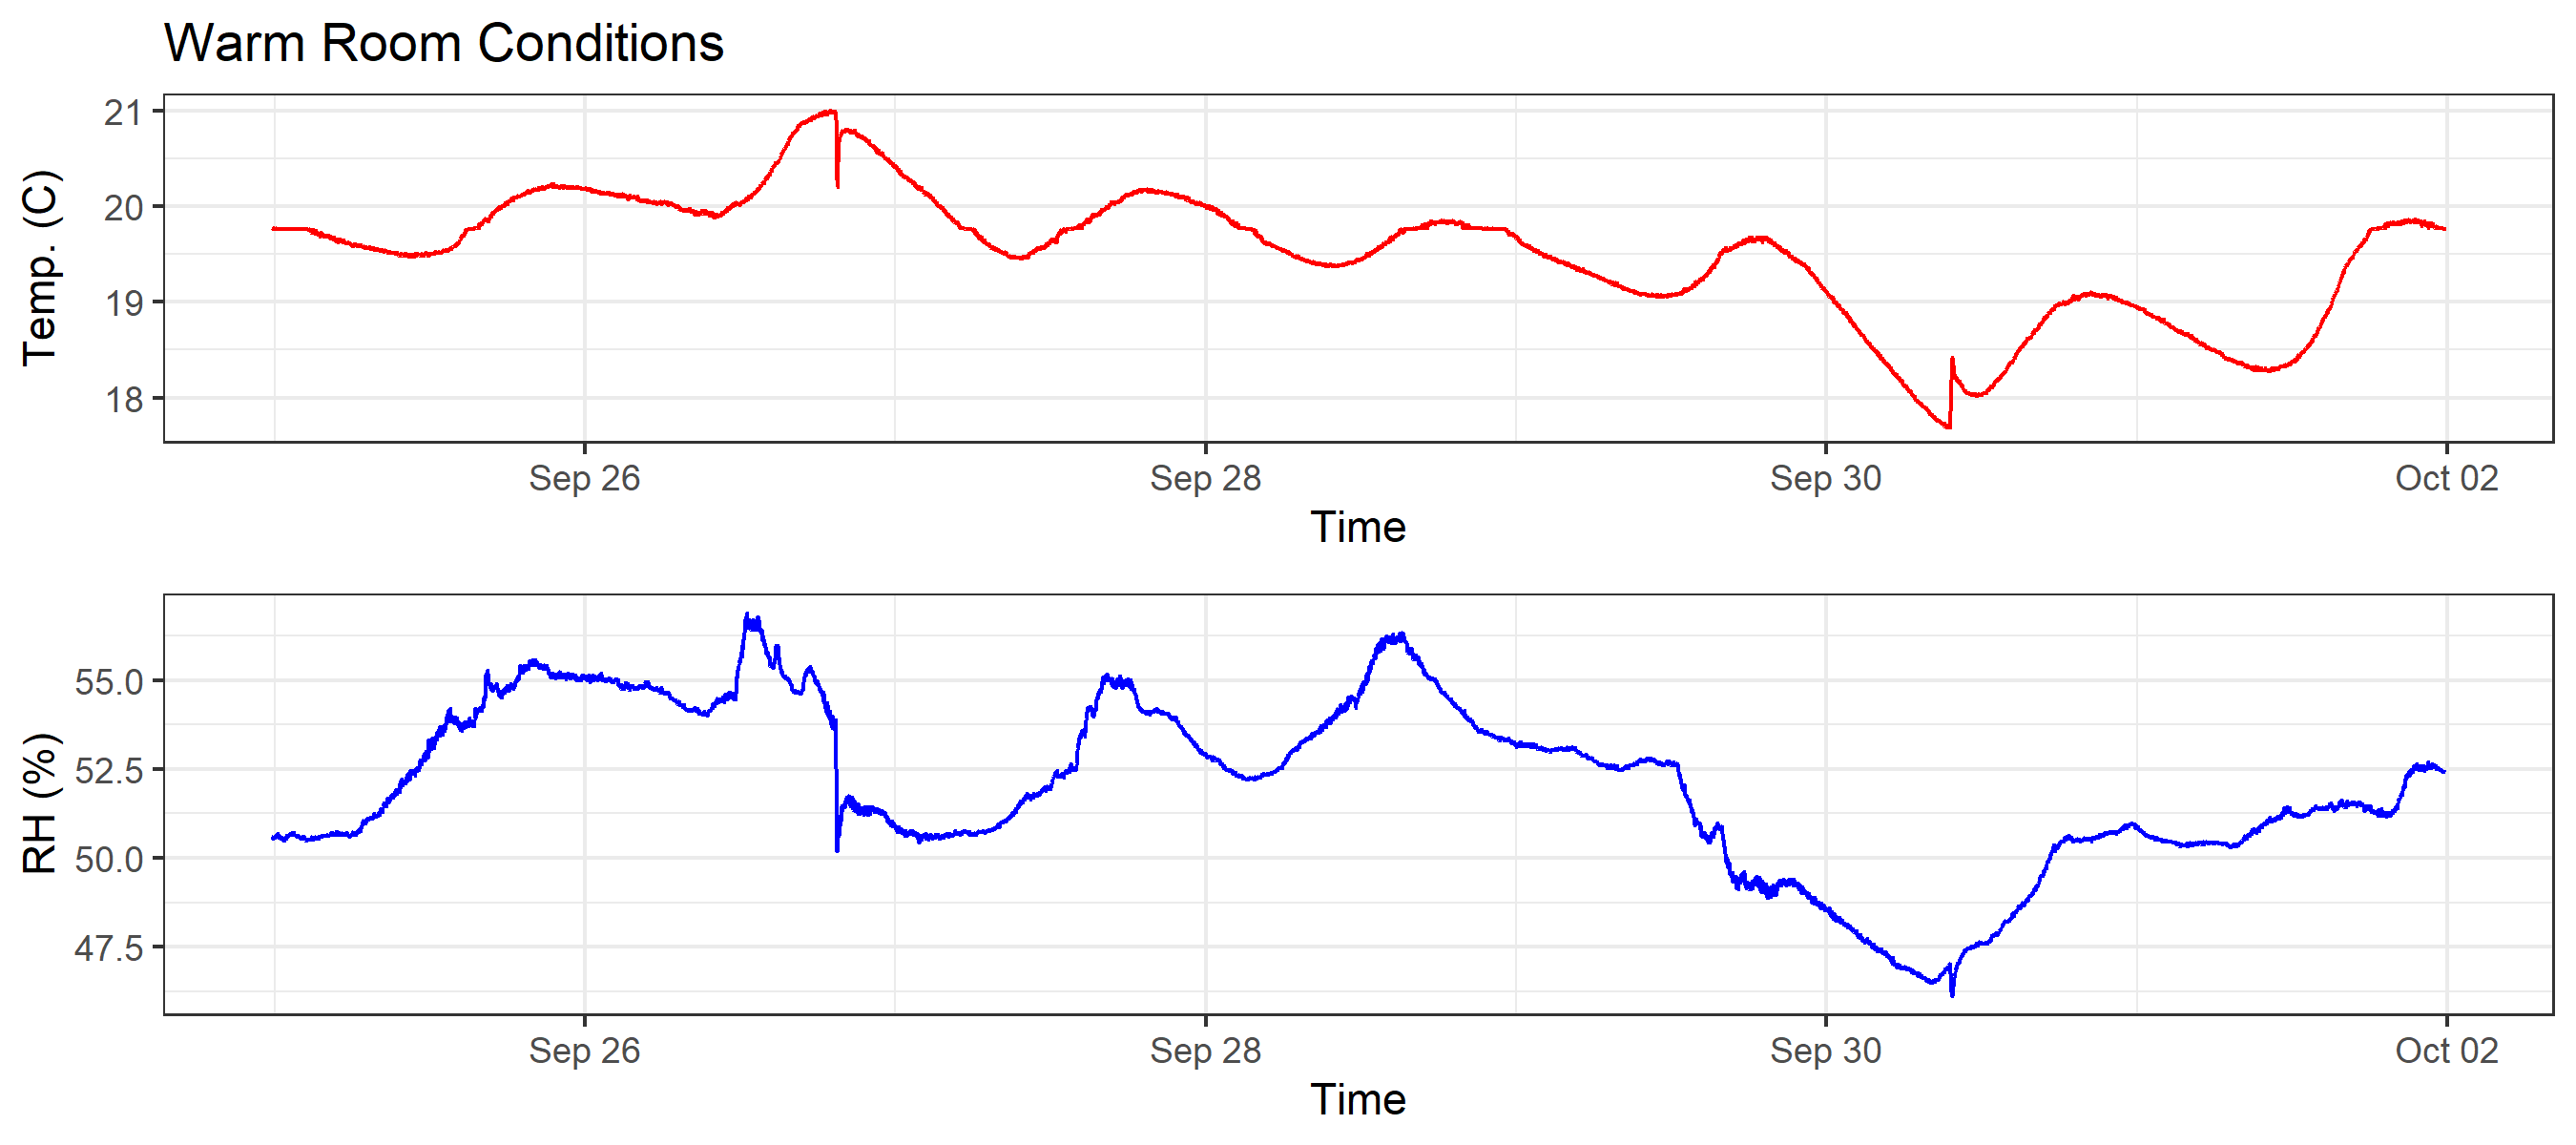 Warm Room Conditions
21
20
19
18
Temp. (C)
Sep 26 Sep 28 Sep 30 Oct 02
Time
55.0
52.5
50.0
47.5
RH (%)
Sep 26 Sep 28 Sep 30 Oct 02
Time